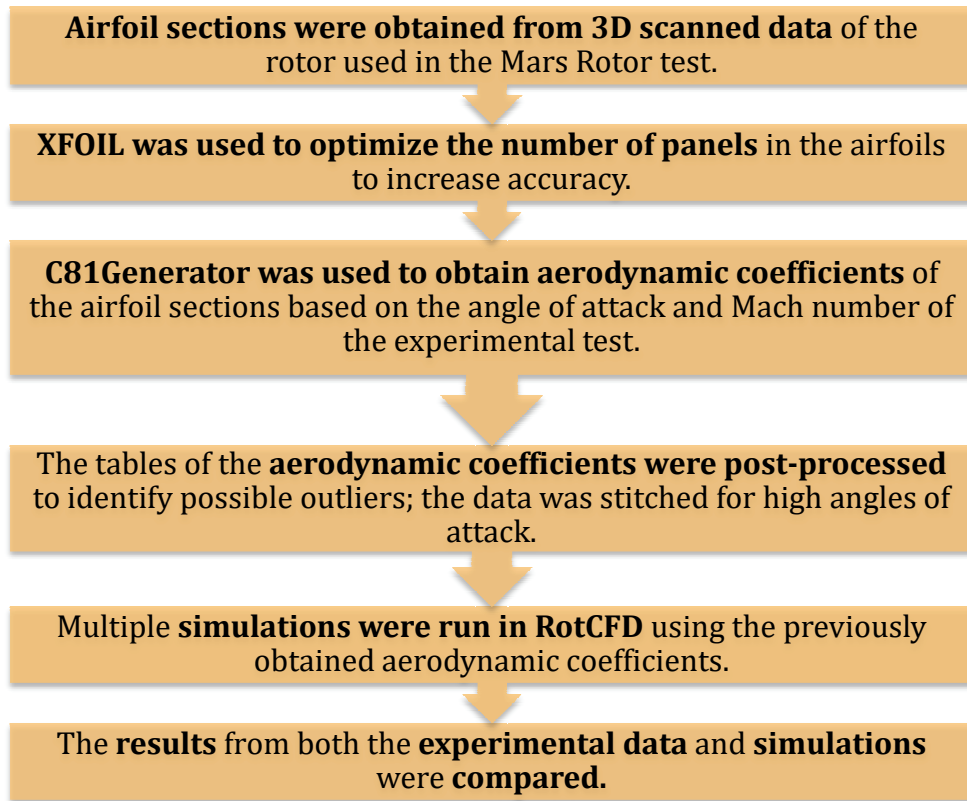 Airfoil sections were obtained from 3D scanned data of the
rotor used in the Mars Rotor test.
XFOIL was used to optimize the number of panels in the airfoils
to increase accuracy.
C81Generator was used to obtain aerodynamic coefficients of
the airfoil sections based on the angle of attack and Mach number of
the experimental test.
The tables of the aerodynamic coefficients were post-processed
to identify possible outliers; the data was stitched for high angles of
attack.
Multiple simulations were run in RotCFD using the previously
obtained aerodynamic coefficients.
The results from both the experimental data and simulations
were compared.